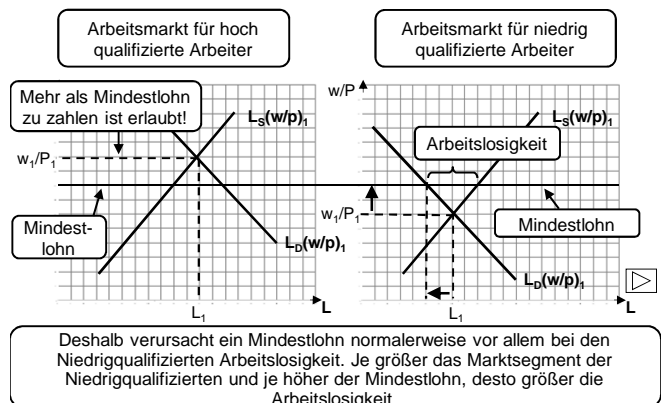 Arbeitsmarkt für hoch
qualifizierte Arbeiter
Arbeitsmarkt für niedrig
qualifizierte Arbeiter
Mehr als Mindestlohn
zu zahlen ist erlaubt!
L_S(w/p)_1
w_1/P_1
Mindest-
lohn
L_D(w/p)_1
L_1
L
w/P
L_S(w/p)_1
Arbeitslosigkeit
w_1/P_1
Mindestlohn
L_D(w/p)_1
L_1
L
Deshalb verursacht ein Mindestlohn normalerweise vor allem bei den
Niedrigqualifizierten Arbeitslosigkeit. Je größer das Marktsegment der
Niedrigqualifizierten und je höher der Mindestlohn, desto größer die
Arbeitslosigkeit